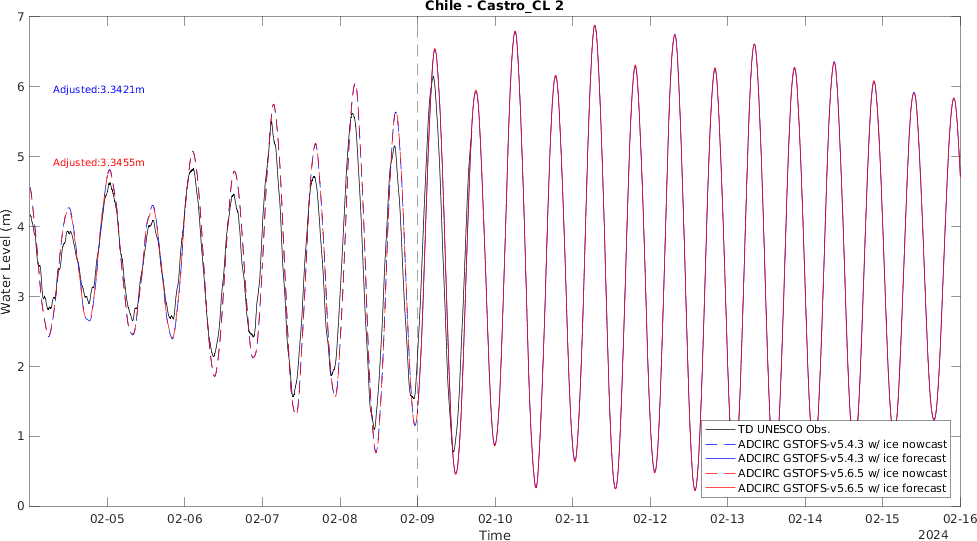 Chile - Castro_CL 2
7
6
5
4
3
2
1
0
Water Level (m)
Adjusted:3.3421m
Adjusted:3.3455m
TD UNESCO Obs.
ADCIRC GSTOFS-v5.4.3 w/ ice nowcast
ADCIRC GSTOFS-v5.4.3 w/ ice forecast
ADCIRC GSTOFS-v5.6.5 w/ ice nowcast
ADCIRC GSTOFS-v5.6.5 w/ ice forecast
02-05 02-06 02-07 02-08 02-09 02-10 02-11 02-12 02-13 02-14 02-15 02-16
Time
2024